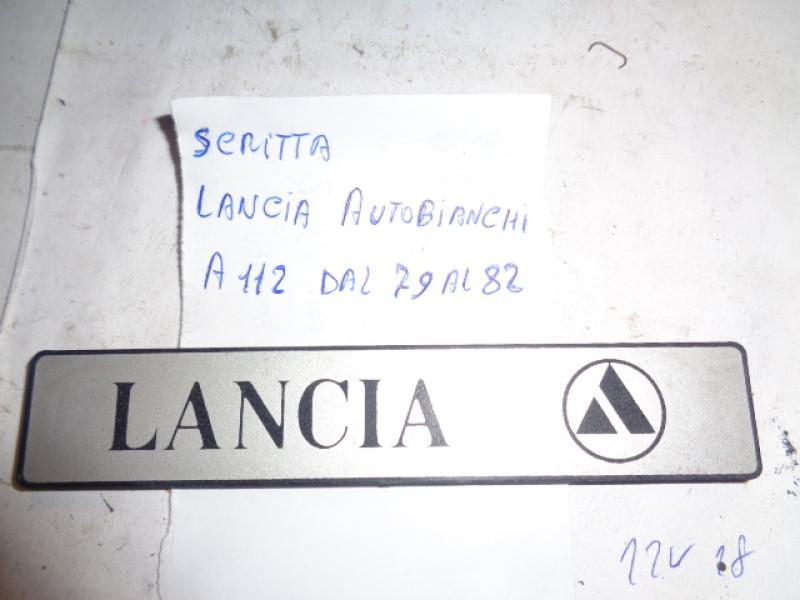 SCRITTA
LANCIA AUTOBIANCHI
A 112 DAL 79 AL 82
LANCIA